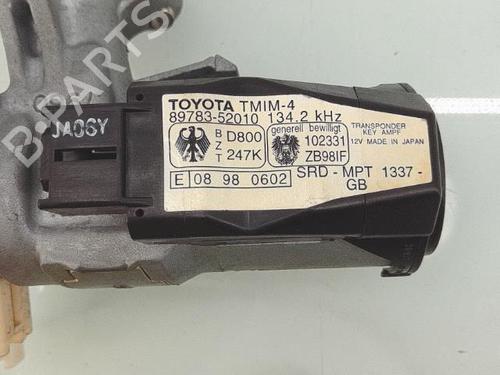 B-PARTS
JA06Y
TOYOTA TMIM-4
89783-52010 134.2 kHz
TRANSPONDER
KEY AMPF
12V MADE IN JAPAN
B
Z
T
D800
247K
generell bewilligt
102331
ZB98IF
E 08 98 0602
SRD - MPT 1337 -
GB